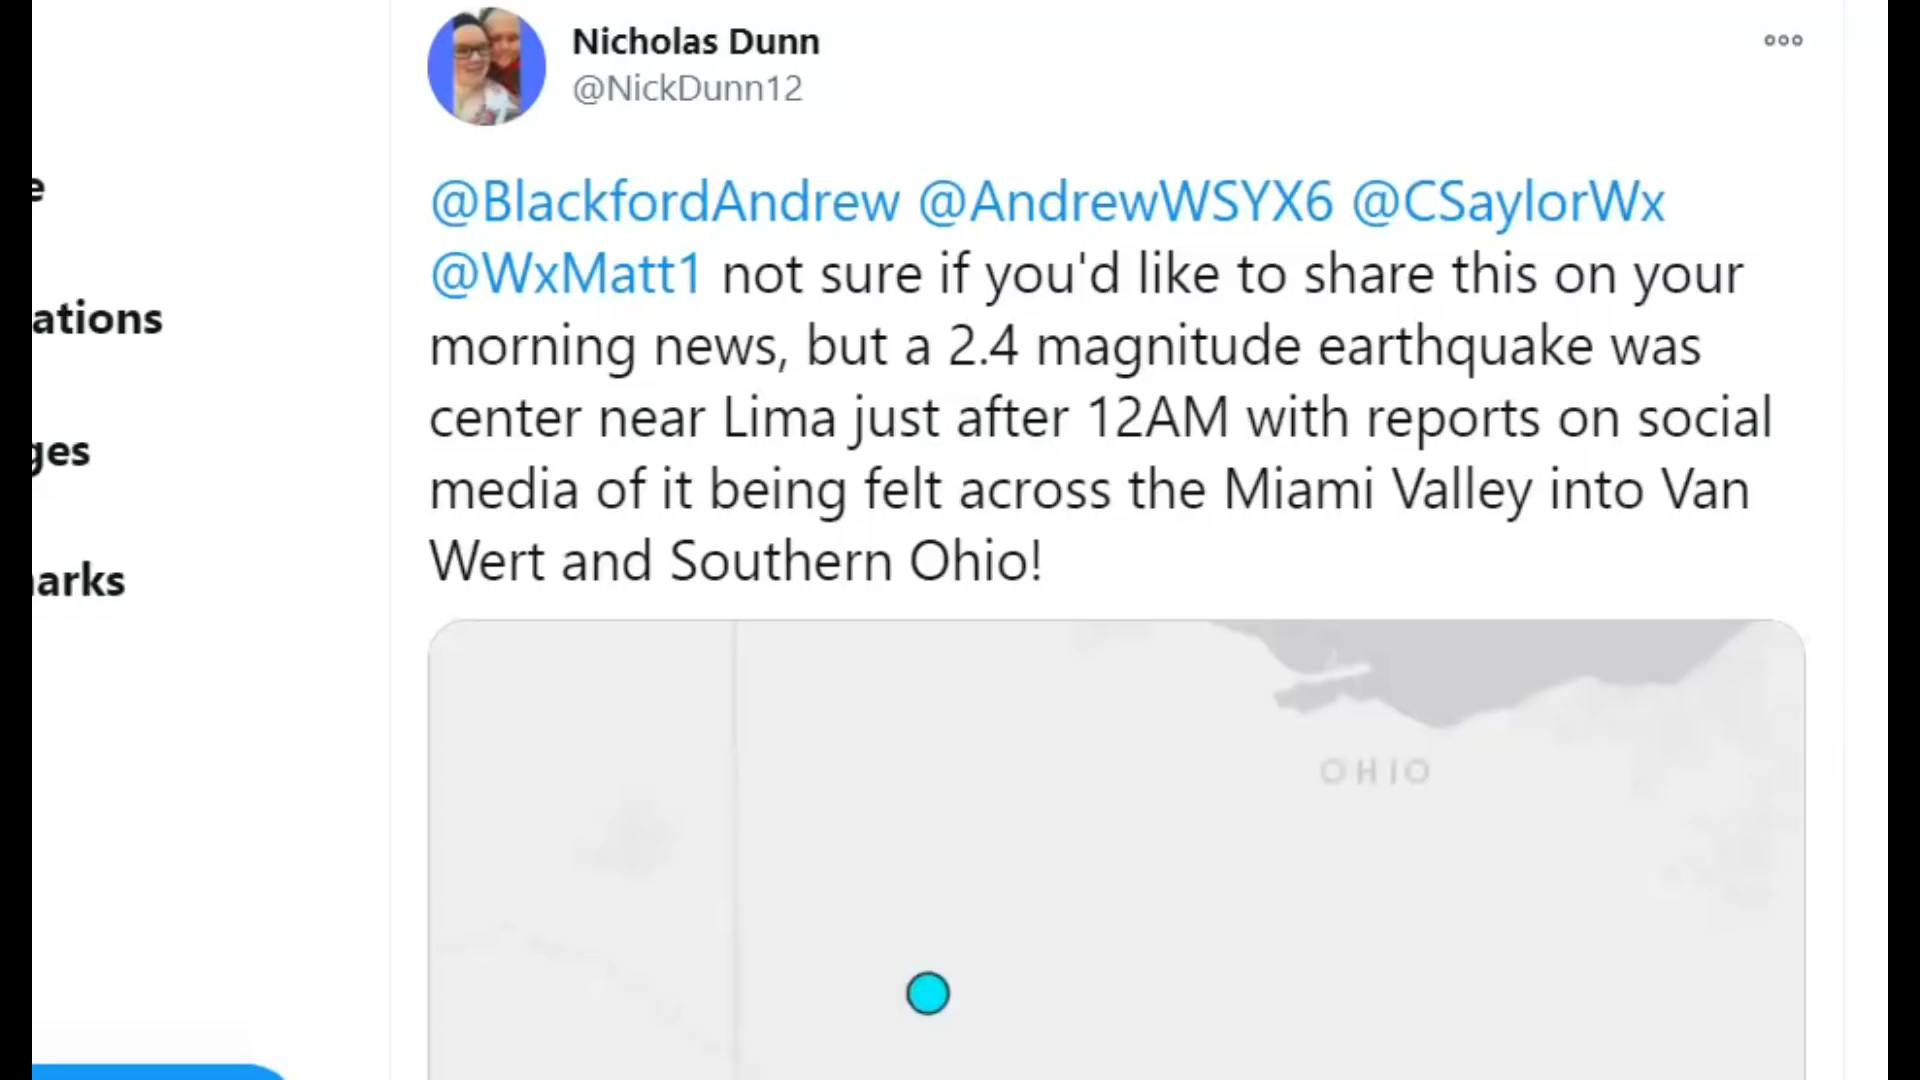 Nicholas Dunn
@NickDunn12
e
ations
ges
arks
@BlackfordAndrew @AndrewWSYX6 @CSaylorWx
@WxMatt1 not sure if you'd like to share this on your
morning news, but a 2.4 magnitude earthquake was
center near Lima just after 12AM with reports on social
media of it being felt across the Miami Valley into Van
Wert and Southern Ohio!
OHIO